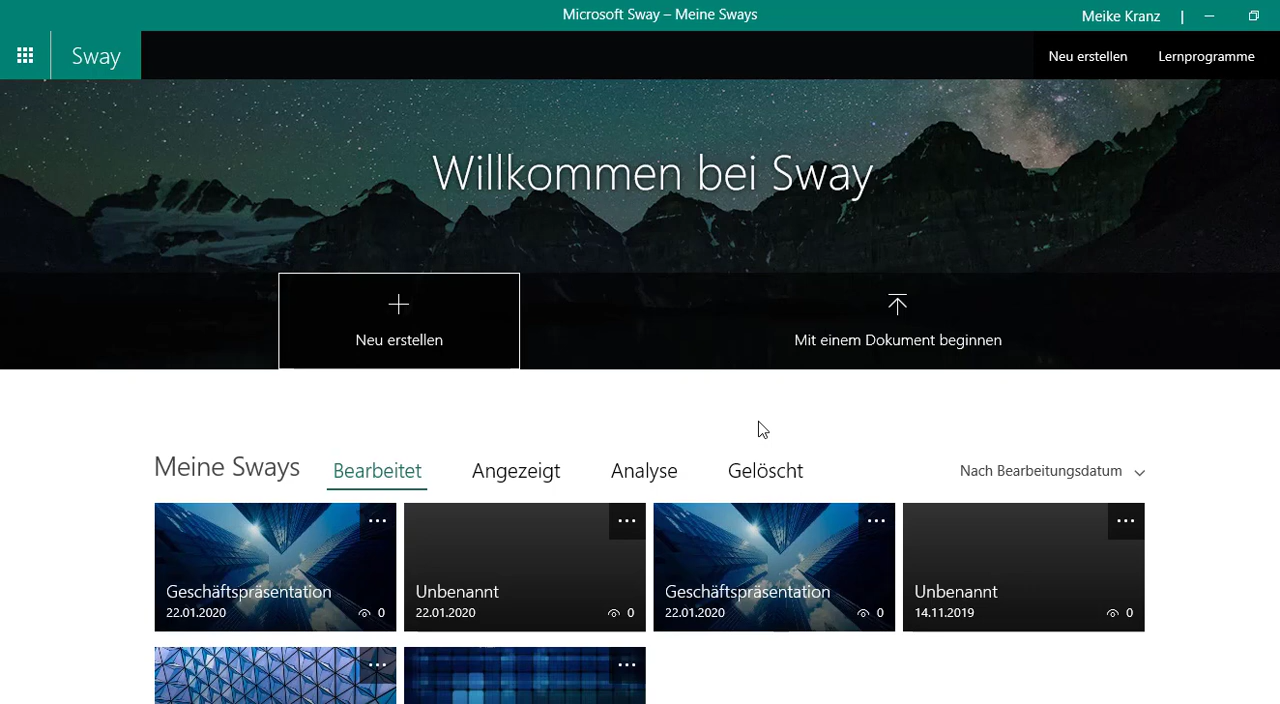 Microsoft Sway – Meine Sways
Meike Kranz
Sway
Neu erstellen
Lernprogramme
Willkommen bei Sway
Neu erstellen
Mit einem Dokument beginnen
Meine Sways
Bearbeitet
Angezeigt
Analyse
Gelöscht
Nach Bearbeitungsdatum
Geschäftspräsentation
22.01.2020
0
Unbenannt
22.01.2020
0
Geschäftspräsentation
22.01.2020
0
Unbenannt
14.11.2019
0